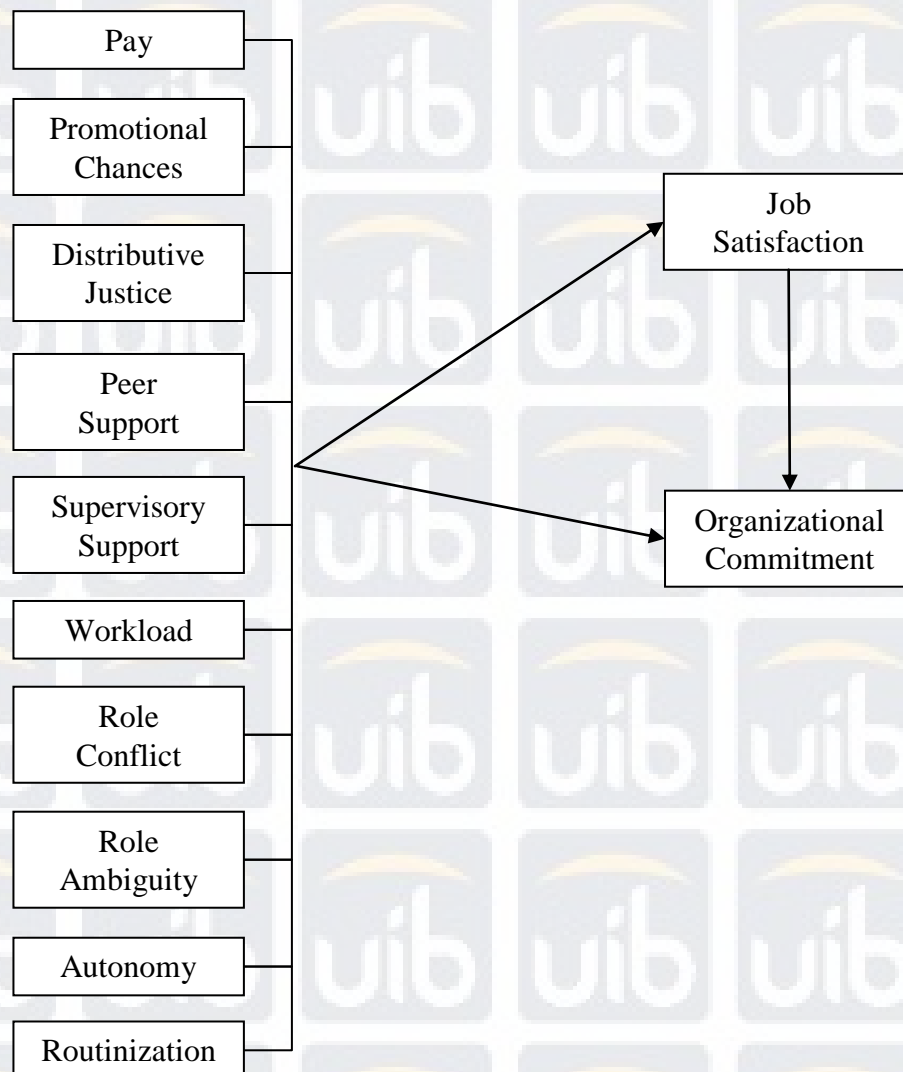 Pay
Promotional
Chances
Distributive
Justice
Peer
Support
Supervisory
Support
Workload
Role
Conflict
Role
Ambiguity
Autonomy
Routinization
Job
Satisfaction
Organizational
Commitment
uib